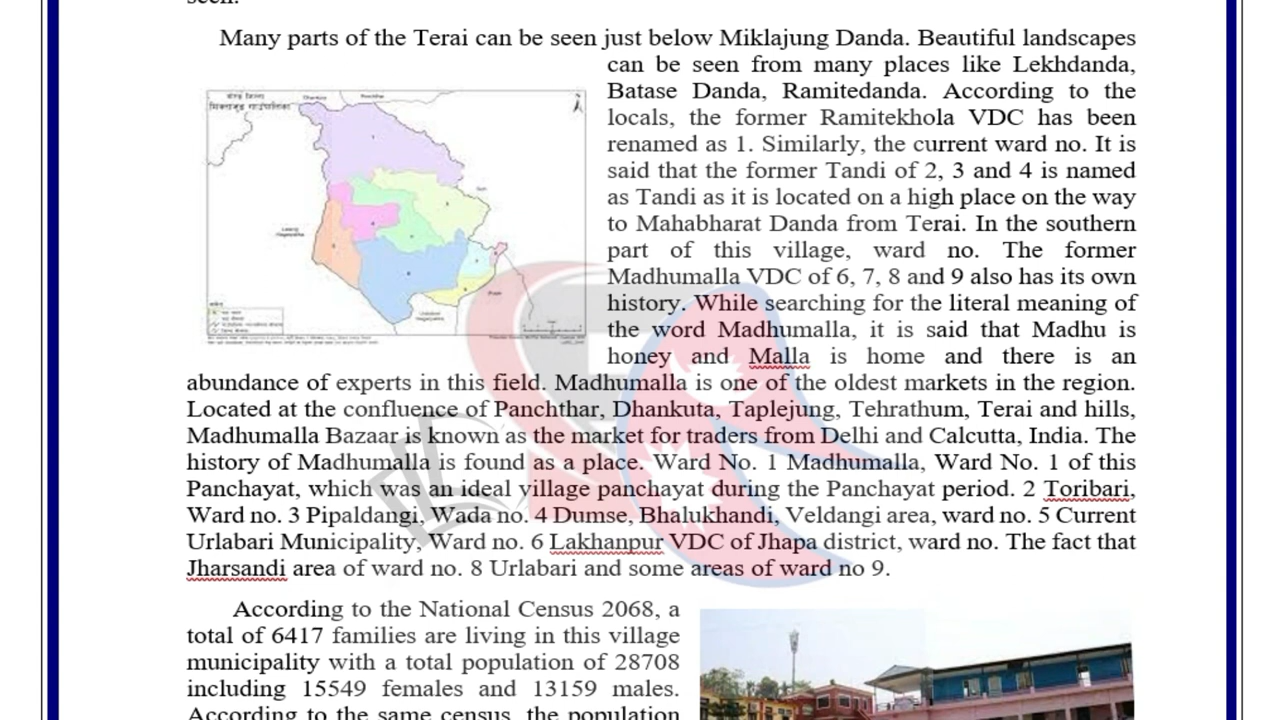 seen.
Many parts of the Terai can be seen just below Miklajung Danda. Beautiful landscapes
can be seen from many places like Lekhdanda,
Batase Danda, Ramitedanda. According to the
locals, the former Ramitekhola VDC has been
renamed as 1. Similarly, the current ward no. It is
said that the former Tandi of 2, 3 and 4 is named
as Tandi as it is located on a high place on the way
to Mahabharat Danda from Terai. In the southern
part of this village, ward no. The former
Madhumalla VDC of 6, 7, 8 and 9 also has its own
history. While searching for the literal meaning of
the word Madhumalla, it is said that Madhu is
honey and Malla is home and there is an
abundance of experts in this field. Madhumalla is one of the oldest markets in the region.
Located at the confluence of Panchthar, Dhankuta, Taplejung, Tehrathum, Terai and hills,
Madhumalla Bazaar is known as the market for traders from Delhi and Calcutta, India. The
history of Madhumalla is found as a place. Ward No. 1 Madhumalla, Ward No. 1 of this
Panchayat, which was an ideal village panchayat during the Panchayat period. 2 Toribari,
Ward no. 3 Pipaldangi, Wada no. 4 Dumse, Bhalukhandi, Veldangi area, ward no. 5 Current
Urlabari Municipality, Ward no. 6 Lakhanpur VDC of Jhapa district, ward no. The fact that
Jharsandi area of ward no. 8 Urlabari and some areas of ward no 9.
According to the National Census 2068, a
total of 6417 families are living in this village
municipality with a total population of 28708
including 15549 females and 13159 males.
According to the same census, the population